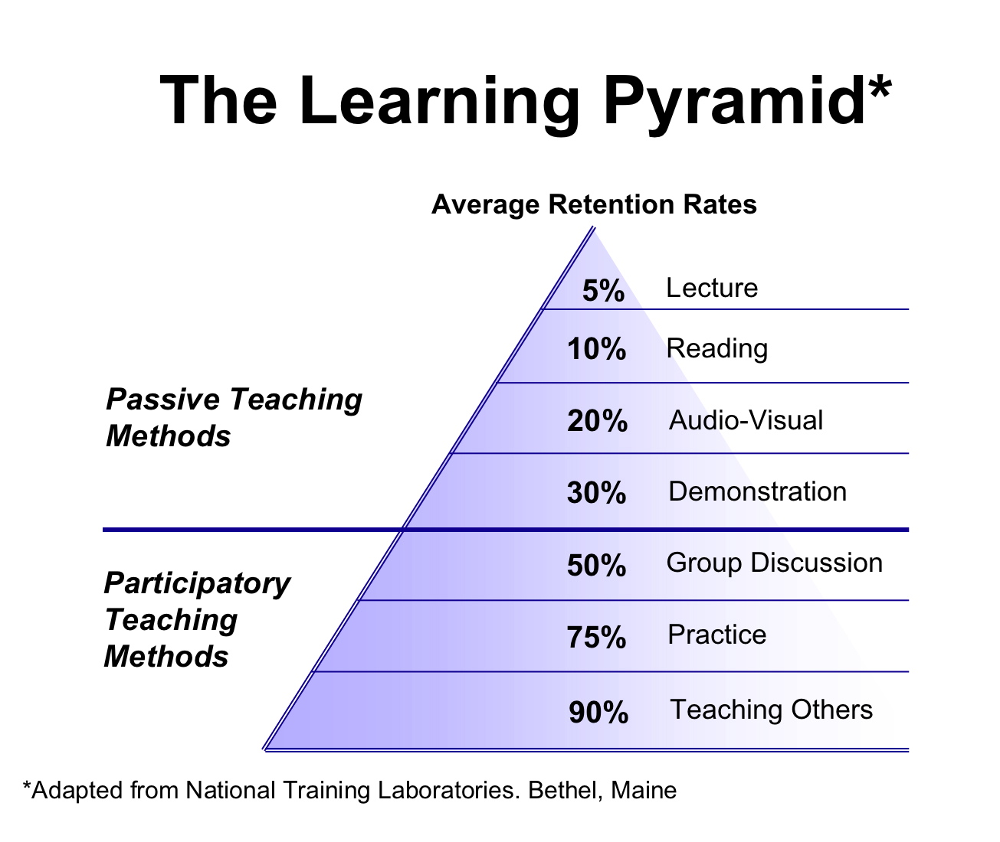 The Learning Pyramid*
Average Retention Rates
5% Lecture
10% Reading
20% Audio-Visual
30% Demonstration
Passive Teaching
Methods
50% Group Discussion
75% Practice
90% Teaching Others
Participatory
Teaching
Methods
*Adapted from National Training Laboratories. Bethel, Maine